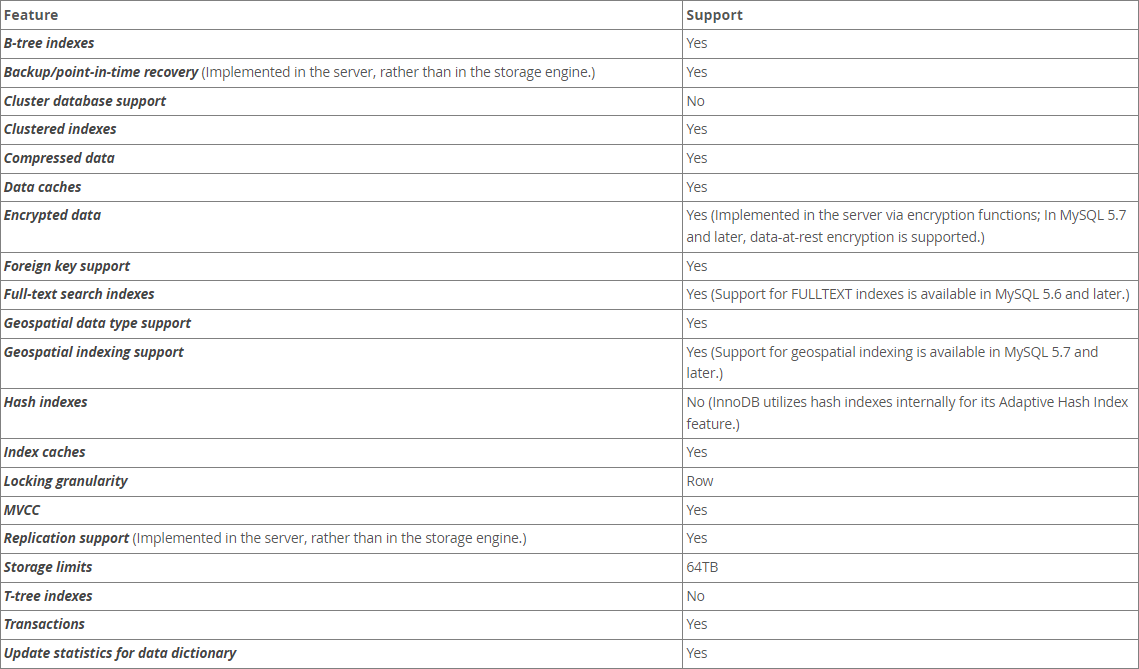 Feature Support
B-tree indexes Yes
Backup/point-in-time recovery (Implemented in the server, rather than in the storage engine.) Yes
Cluster database support No
Clustered indexes Yes
Compressed data Yes
Data caches Yes
Encrypted data Yes (Implemented in the server via encryption functions; In MySQL 5.7
and later, data-at-rest encryption is supported.)
Foreign key support Yes
Full-text search indexes Yes (Support for FULLTEXT indexes is available in MySQL 5.6 and later.)
Geospatial data type support Yes
Geospatial indexing support Yes (Support for geospatial indexing is available in MySQL 5.7 and
later.)
Hash indexes No (InnoDB utilizes hash indexes internally for its Adaptive Hash Index
feature.)
Index caches Yes
Locking granularity Row
MVCC Yes
Replication support (Implemented in the server, rather than in the storage engine.) Yes
Storage limits 64TB
T-tree indexes No
Transactions Yes
Update statistics for data dictionary Yes